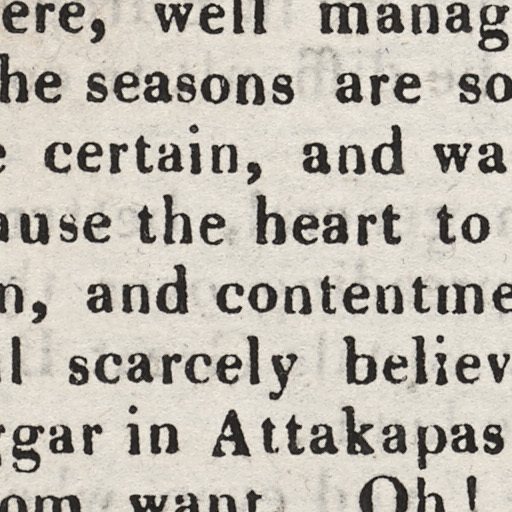 ere, well manag
he seasons are so
e certain, and wa
ause the heart to
n, and contentme
l scarcely believ
ggar in Attakapas
om want. Oh!